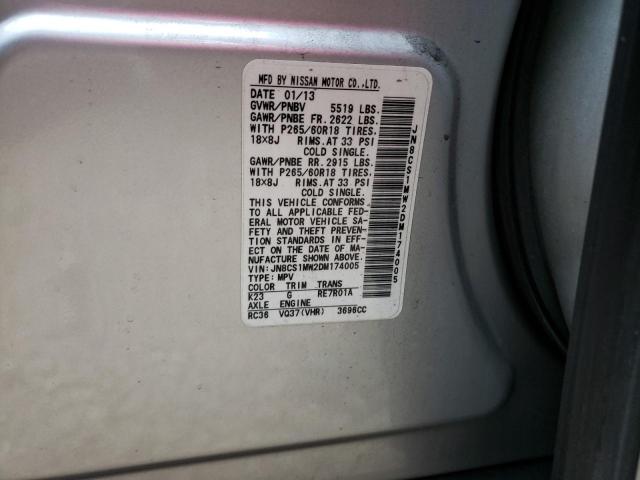 MFD BY NISSAN MOTOR CO.,LTD.
DATE 01/13
GVWR/PNBV 5519 LBS.
GAWR/PNBE FR. 2622 LBS.
WITH P265/60R18 TIRES.
18X8J RIMS.AT 33 PSI
COLD SINGLE.
GAWR/PNBE RR. 2915 LBS.
WITH P265/60R18 TIRES.
18X8J RIMS.AT 33 PSI
COLD SINGLE.
THIS VEHICLE CONFORMS
TO ALL APPLICABLE FED-
ERAL MOTOR VEHICLE SA-
FETY AND THEFT PREVEN-
TION STANDARDS IN EFF-
ECT ON THE DATE OF MA-
NUFACTURE SHOWN ABOVE.
VIN: JN8CS1MW2DM174005
TYPE: MPV
COLOR TRIM TRANS
K23 G RE7R01A
AXLE ENGINE
RC36 VQ37(VHR) 3696CC
JN8CS1MW2DM174005